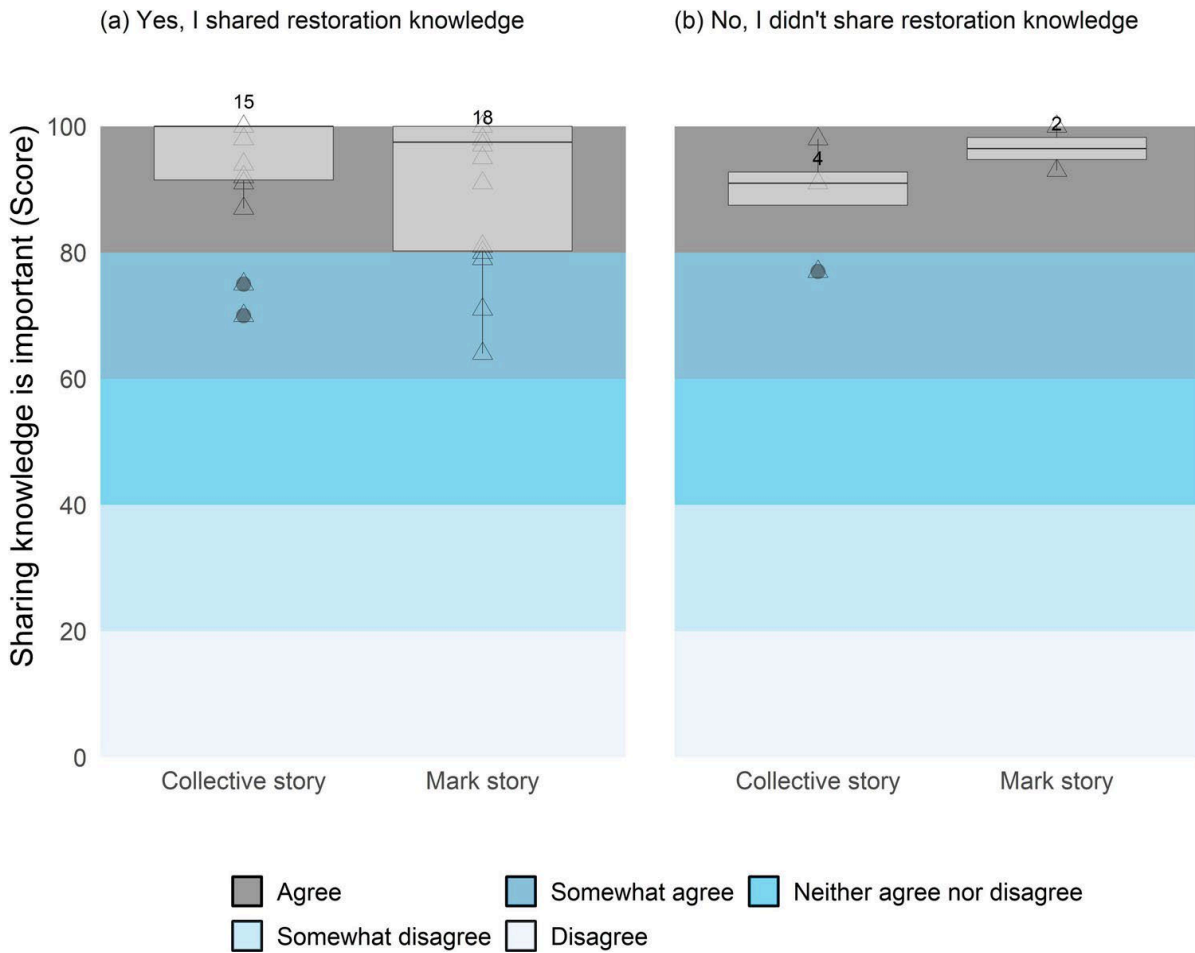 (a) Yes, I shared restoration knowledge
(b) No, I didn't share restoration knowledge
Sharing knowledge is important (Score)
100
80
60
40
20
0
15
18
4
2
Collective story
Mark story
Collective story
Mark story
Agree
Somewhat agree
Neither agree nor disagree
Somewhat disagree
Disagree